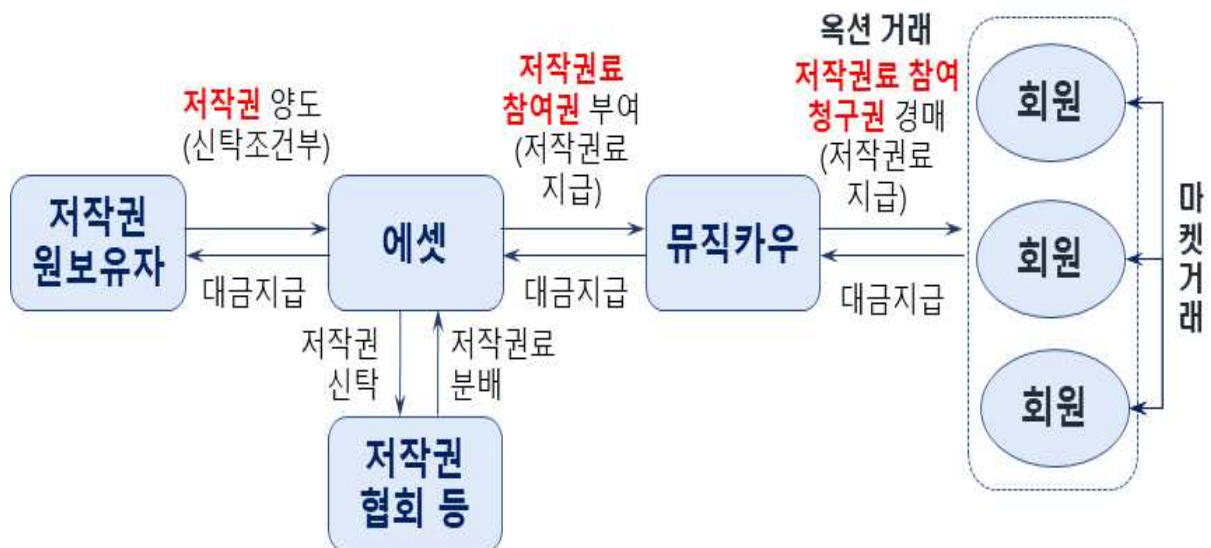 저작권 양도
(신탁조건부)
저작권료
참여권 부여
(저작권료
지급)
옥션 거래
저작권료 참여
청구권 경매
(저작권료
지급)
저작권
원보유자
에셋
뮤직카우
회원
회원
회원
마켓거래
대금지급
대금지급
대금지급
저작권
신탁
저작권료
분배
저작권
협회 등